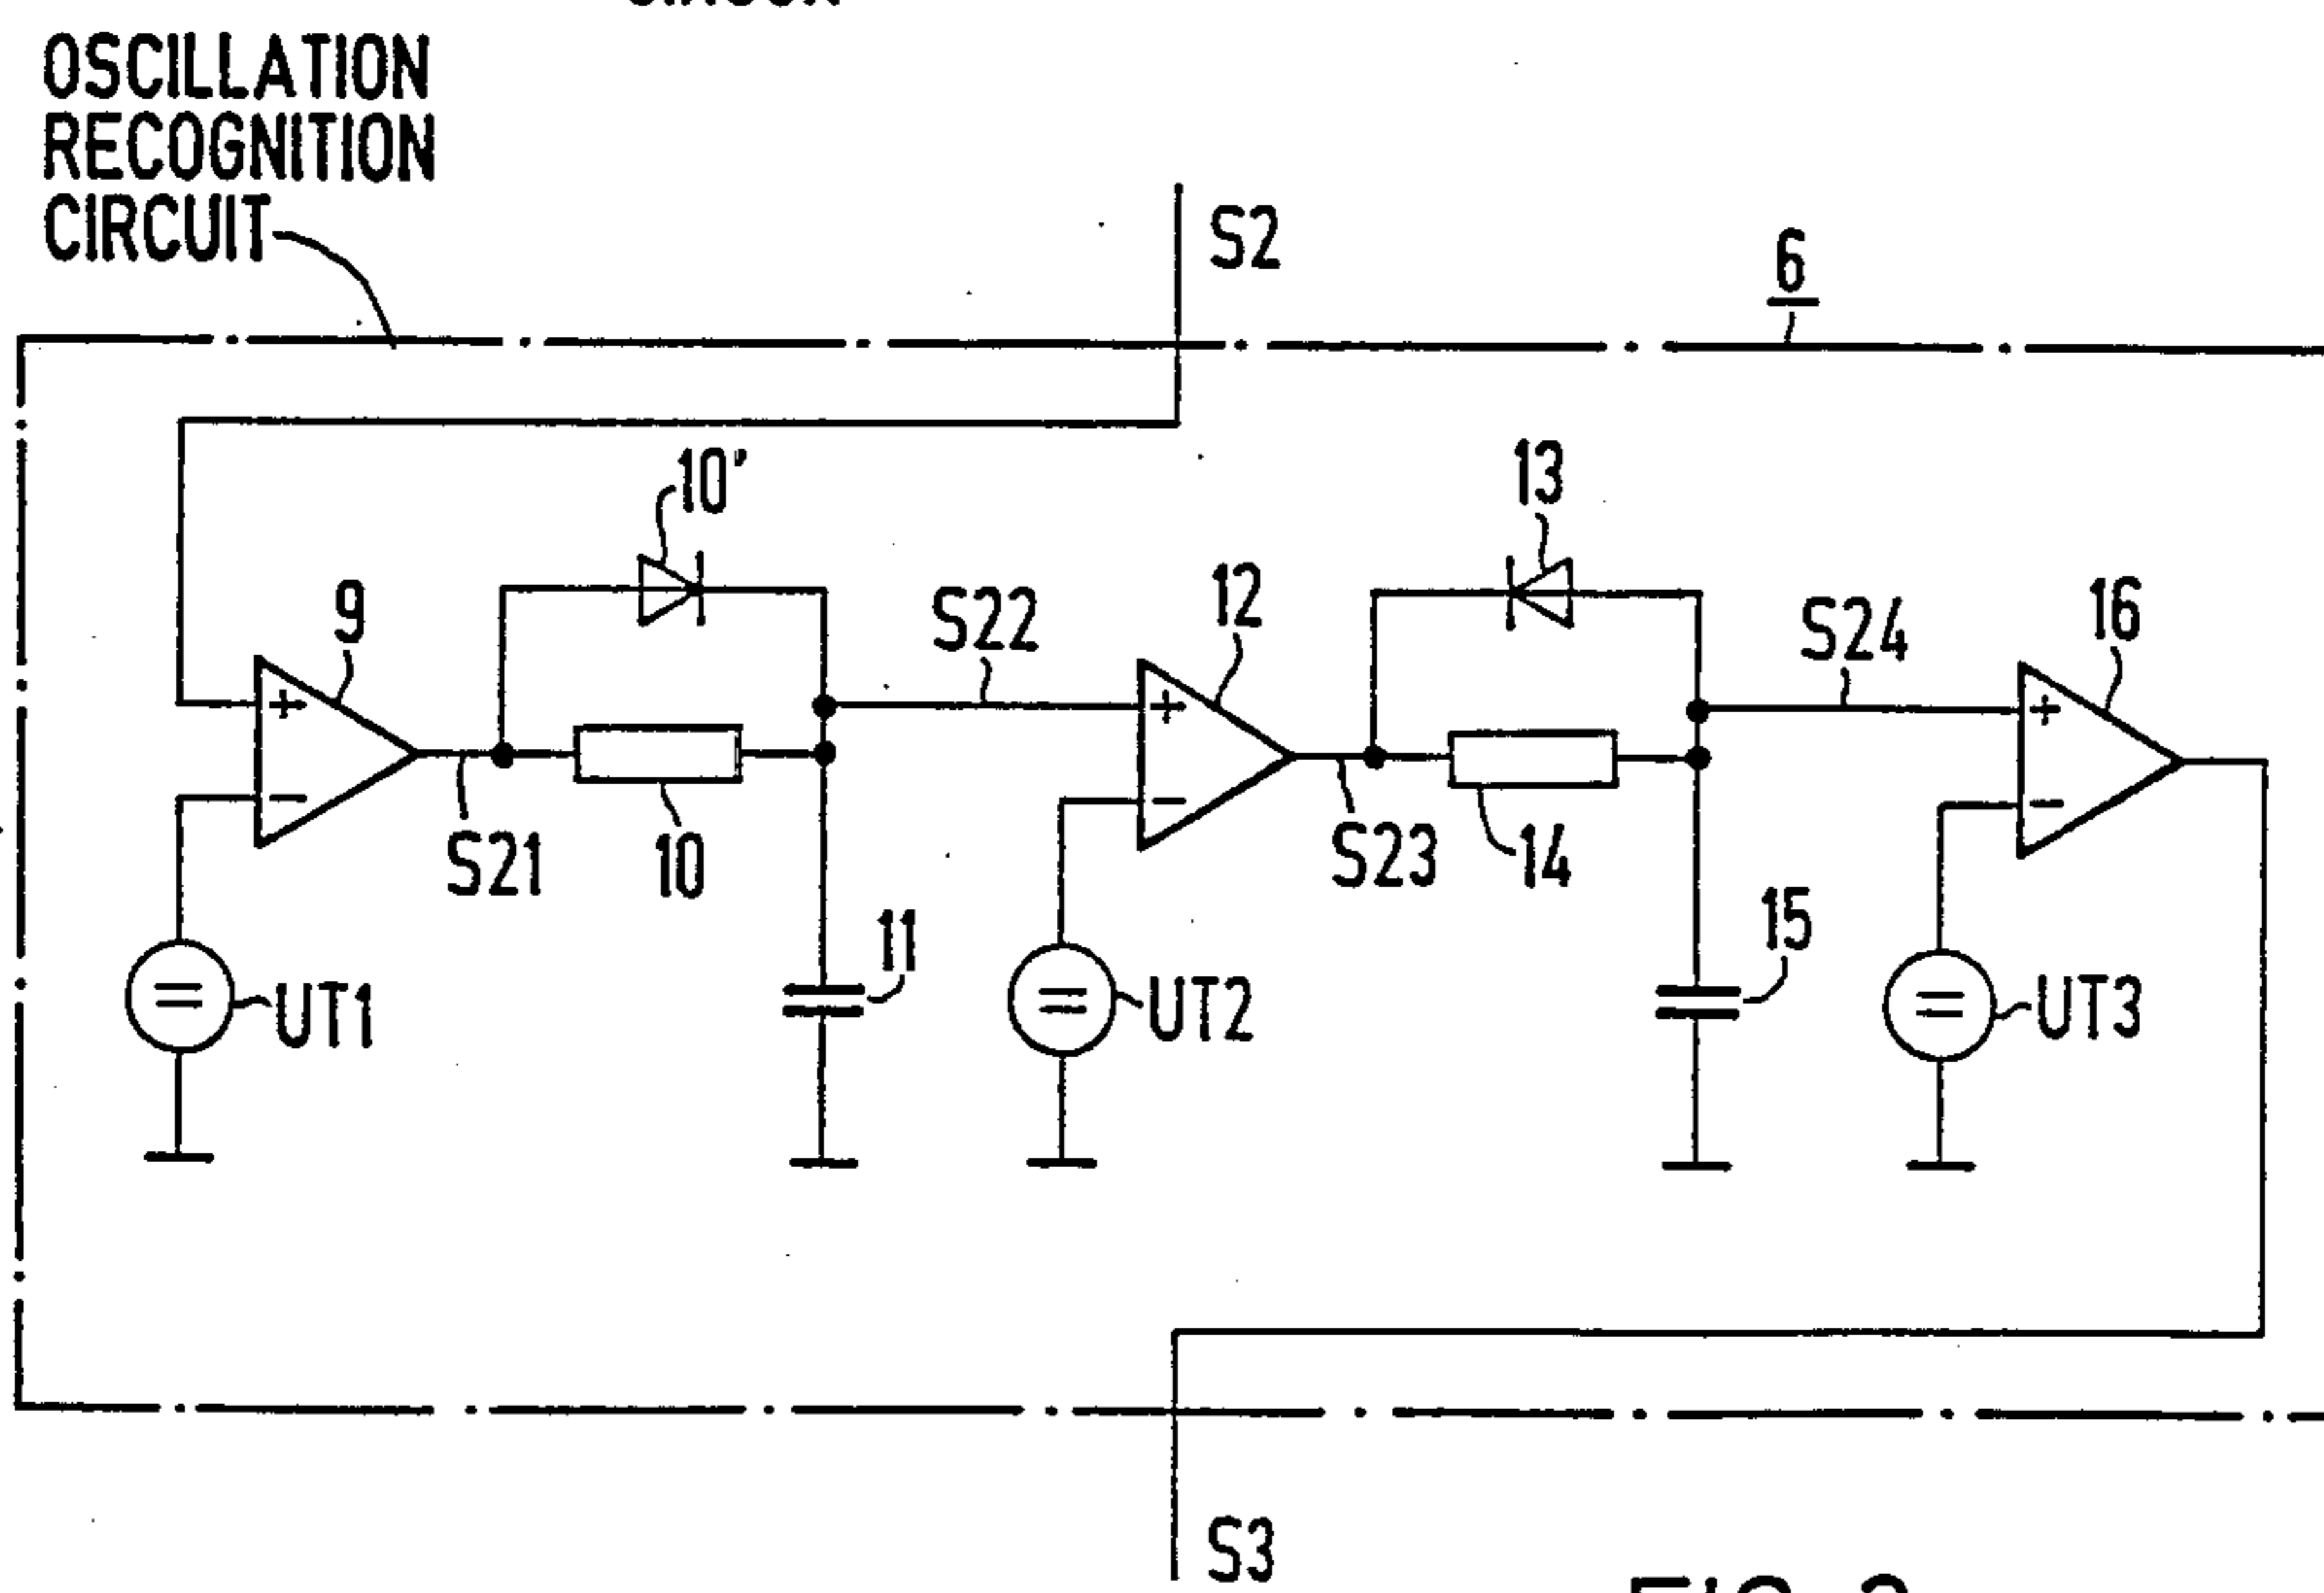 OSCILLATION
RECOGNITION
CIRCUIT
S2
6
10'
13
9
S22
12
S24
16
+
+
+
−
−
−
S21
10
S23
14
11
15
UT1
UT2
UT3
S3